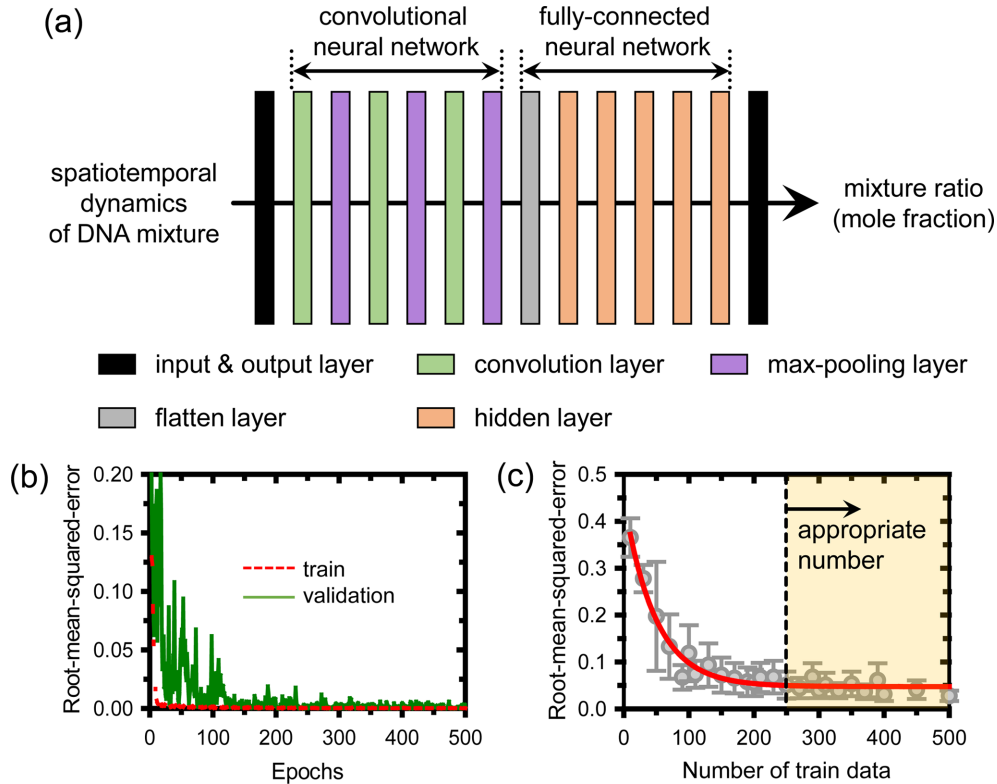 (a)
convolutional
neural network
fully-connected
neural network
spatiotemporal
dynamics
of DNA mixture
mixture ratio
(mole fraction)
input & output layer
convolution layer
max-pooling layer
flatten layer
hidden layer
(b)
Root-mean-squared-error
0.20
0.15
0.10
0.05
0.00
train
validation
0 100 200 300 400 500
Epochs
(c)
Root-mean-squared-error
0.5
0.4
0.3
0.2
0.1
0.0
appropriate
number
0 100 200 300 400 500
Number of train data